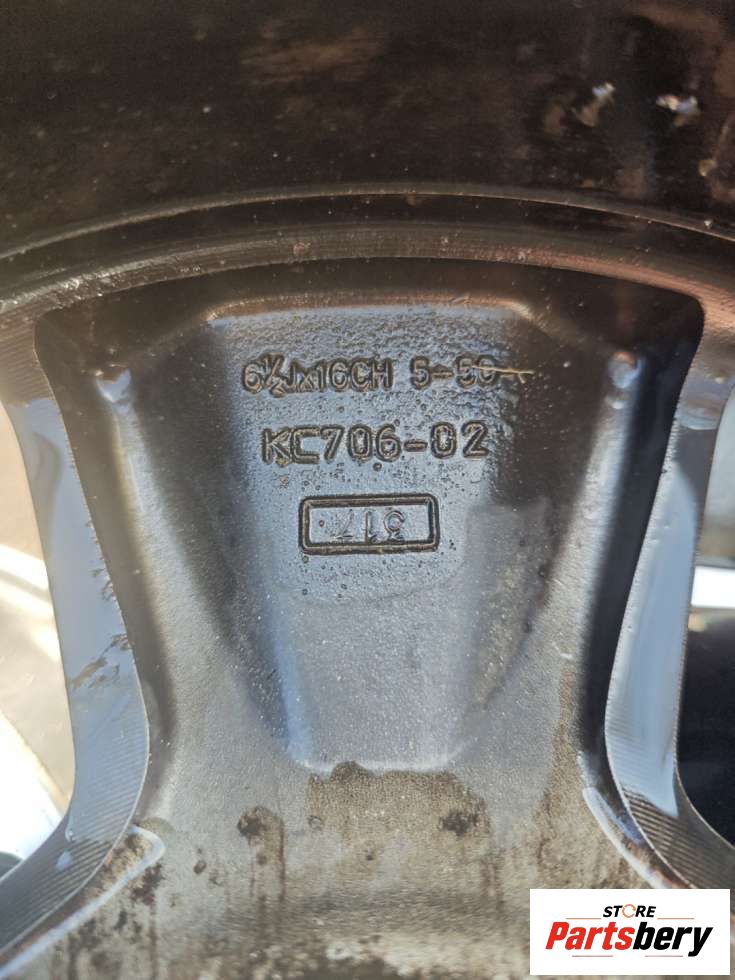 6½Jx16CH 5-50
KC706-02
317
STORE
Partsbery